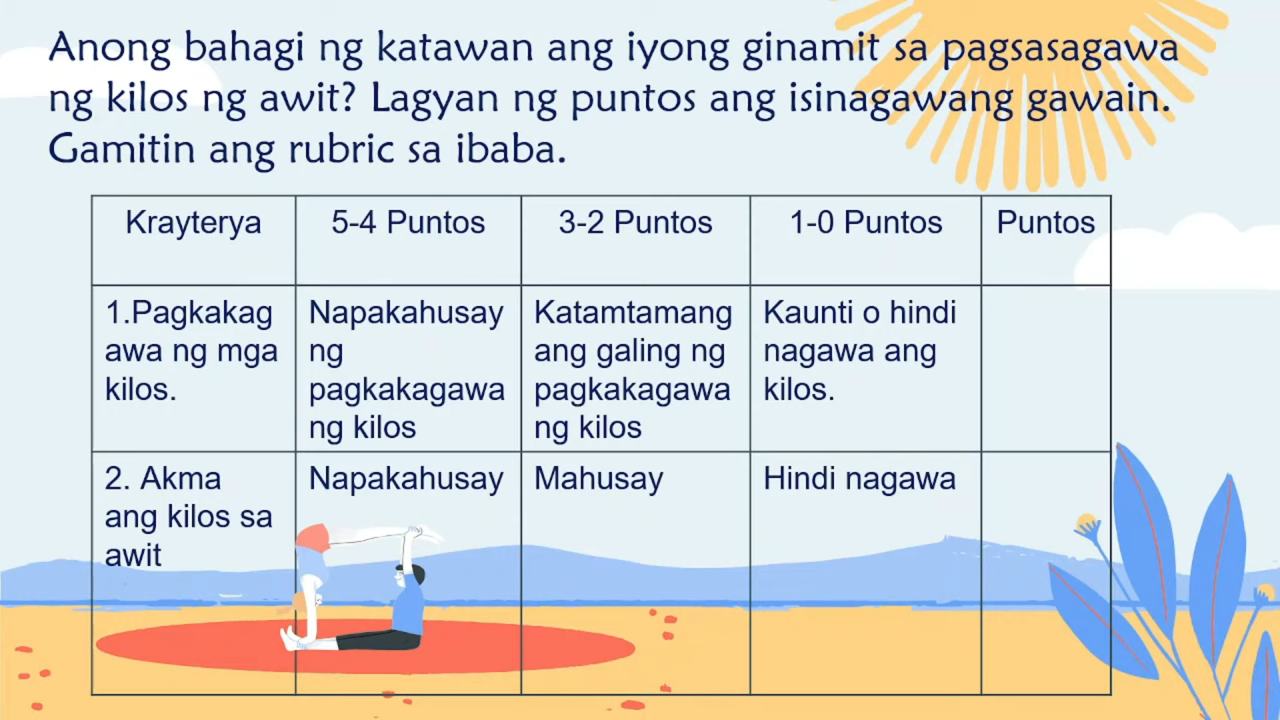 Anong bahagi ng katawan ang iyong ginamit sa pagsasagawa
ng kilos ng awit? Lagyan ng puntos ang isinagawang gawain.
Gamitin ang rubric sa ibaba.
Krayterya
5-4 Puntos
3-2 Puntos
1-0 Puntos
Puntos
1.Pagkakag
awa ng mga
kilos.
Napakahusay
ng
pagkakagawa
ng kilos
Katamtamang
ang galing ng
pagkakagawa
ng kilos
Kaunti o hindi
nagawa ang
kilos.
2. Akma
ang kilos sa
awit
Napakahusay
Mahusay
Hindi nagawa